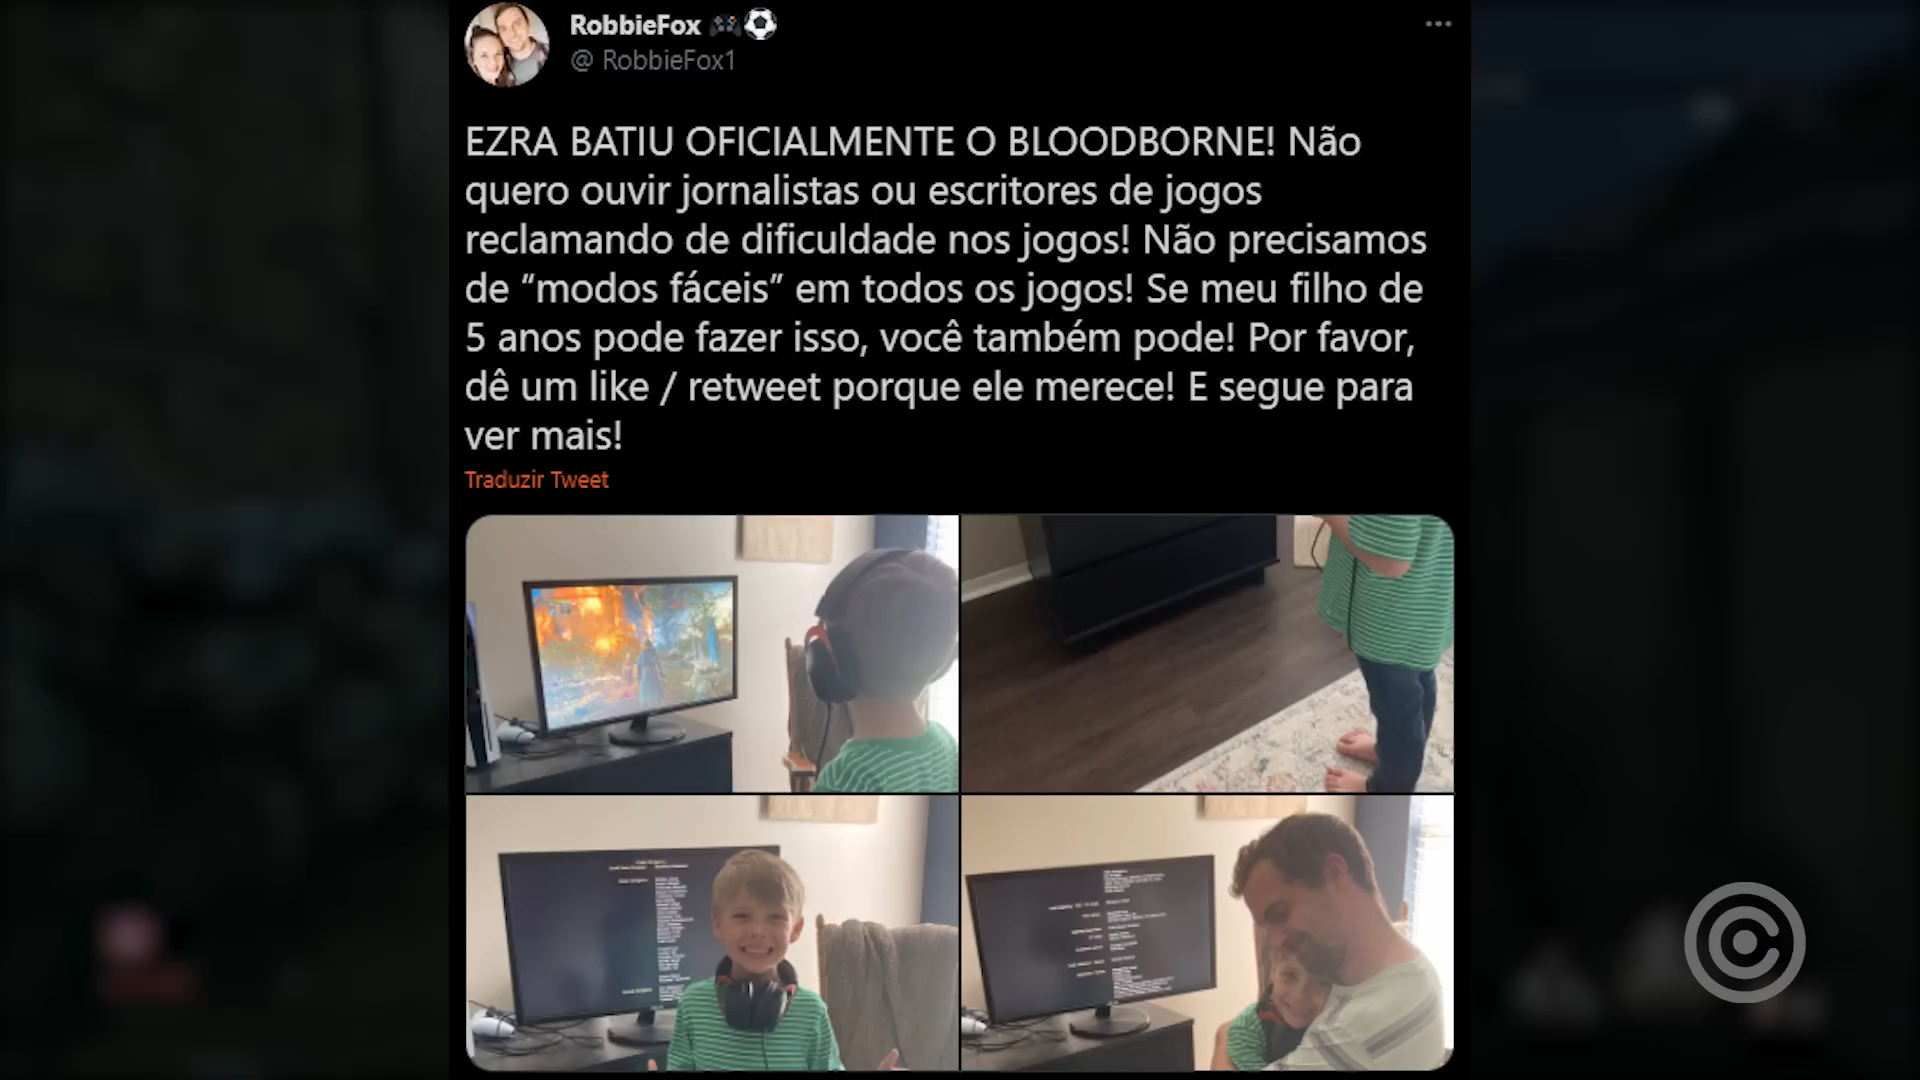 RobbieFox
@ RobbieFox1
EZRA BATIU OFICIALMENTE O BLOODBORNE! Não
quero ouvir jornalistas ou escritores de jogos
reclamando de dificuldade nos jogos! Não precisamos
de “modos fáceis” em todos os jogos! Se meu filho de
5 anos pode fazer isso, você também pode! Por favor,
dê um like / retweet porque ele merece! E segue para
ver mais!
Traduzir Tweet